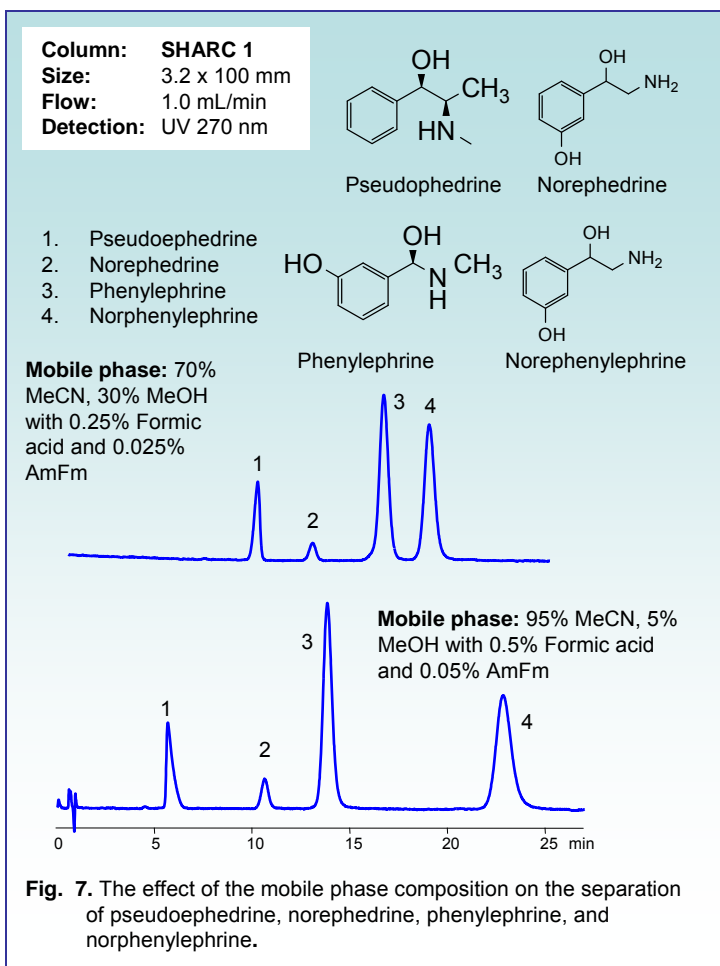 Column: SHARC 1
Size: 3.2 x 100 mm
Flow: 1.0 mL/min
Detection: UV 270 nm
OH
CH3
HN
Pseudophedrine
OH
NH2
OH
Norephedrine
1. Pseudoephedrine
2. Norephedrine
3. Phenylephrine
4. Norphenylephrine
HO
OH
N
H
CH3
Phenylephrine
OH
NH2
OH
Norephenylephrine
Mobile phase: 70%
MeCN, 30% MeOH
with 0.25% Formic
acid and 0.025%
AmFm
1
2
3
4
Mobile phase: 95% MeCN, 5%
MeOH with 0.5% Formic acid
and 0.05% AmFm
1
2
3
4
0 5 10 15 20 25 min
Fig. 7. The effect of the mobile phase composition on the separation
of pseudoephedrine, norephedrine, phenylephrine, and
norphenylephrine.